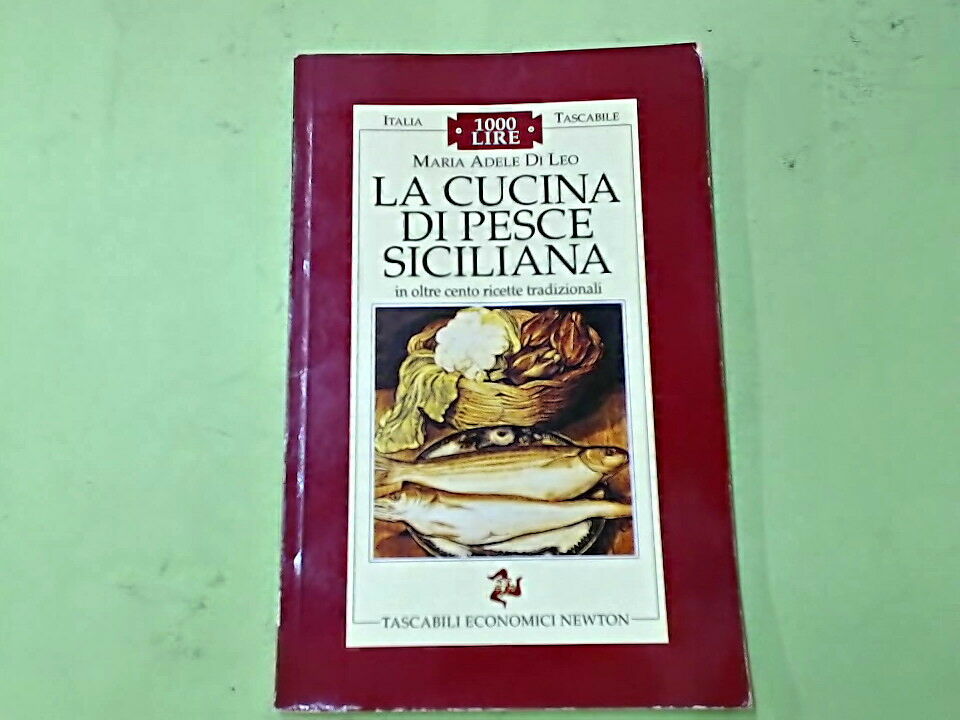 ITALIA
1000
LIRE
TASCABILE
MARIA ADELE DI LEO
LA CUCINA
DI PESCE
SICILIANA
in oltre cento ricette tradizionali
TASCABILI ECONOMICI NEWTON